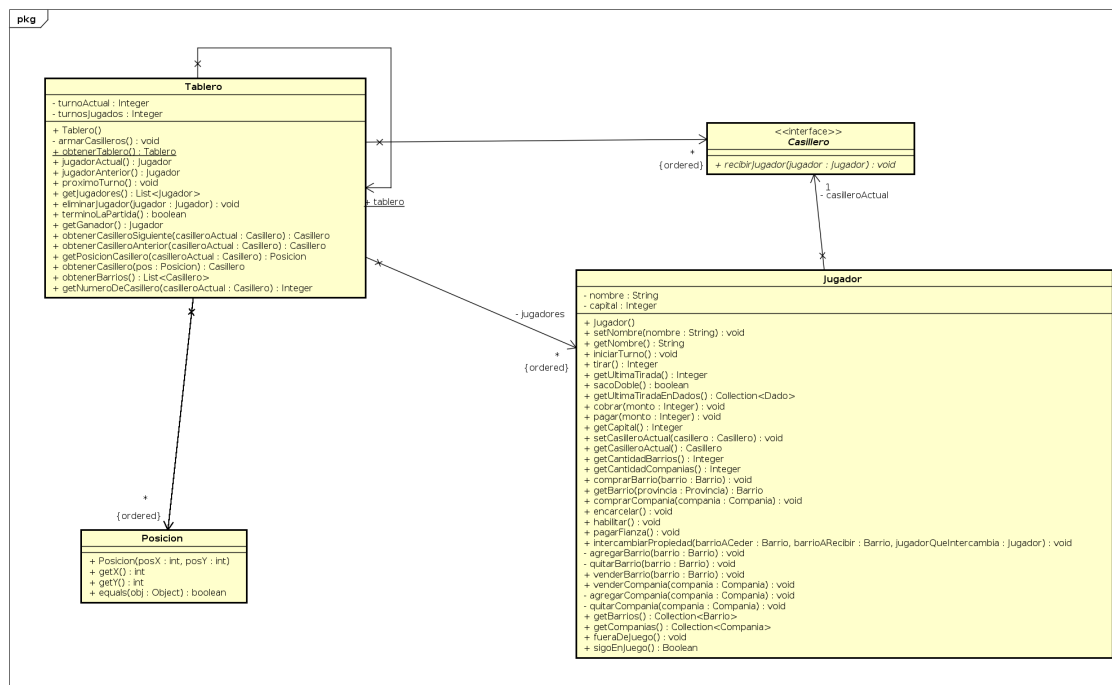 pkg
Tablero
- turnoActual : Integer
- turnosJugados : Integer
+ Tablero()
- armarCasilleros() : void
+ obtenerTablero() : Tablero
+ jugadorActual() : Jugador
+ jugadorAnterior() : Jugador
+ proximoTurno() : void
+ getJugadores() : List<Jugador>
+ eliminarJugador(jugador : Jugador) : void
+ terminoLaPartida() : boolean
+ getGanador() : Jugador
+ obtenerCasilleroSiguiente(casilleroActual : Casillero) : Casillero
+ obtenerCasilleroAnterior(casilleroActual : Casillero) : Casillero
+ getPosicionCasillero(casilleroActual : Casillero) : Posicion
+ obtenerCasillero(pos : Posicion) : Casillero
+ obtenerBarrios() : List<Casillero>
+ getNumeroDeCasillero(casilleroActual : Casillero) : Integer
+ tablero
*
{ordered}
<<interface>>
Casillero
+ recibirJugador(jugador : Jugador) : void
1
- casilleroActual
- jugadores
*
{ordered}
Jugador
- nombre : String
- capital : Integer
+ Jugador()
+ setNombre(nombre : String) : void
+ getNombre() : String
+ iniciarTurno() : void
+ tirar() : Integer
+ getUltimaTirada() : Integer
+ sacoDoble() : boolean
+ getUltimaTiradaEnDados() : Collection<Dado>
+ cobrar(monto : Integer) : void
+ pagar(monto : Integer) : void
+ getCapital() : Integer
+ setCasilleroActual(casillero : Casillero) : void
+ getCasilleroActual() : Casillero
+ getCantidadBarrios() : Integer
+ getCantidadCompanias() : Integer
+ comprarBarrio(barrio : Barrio) : void
+ getBarrio(provincia : Provincia) : Barrio
+ comprarCompania(compania : Compania) : void
+ encarcelar() : void
+ habilitar() : void
+ pagarFianza() : void
+ intercambiarPropiedad(barrioACeder : Barrio, barrioARecibir : Barrio, jugadorQueIntercambia : Jugador) : void
- agregarBarrio(barrio : Barrio) : void
- quitarBarrio(barrio : Barrio) : void
+ venderBarrio(barrio : Barrio) : void
+ venderCompania(compania : Compania) : void
- agregarCompania(compania : Compania) : void
- quitarCompania(compania : Compania) : void
+ getBarrios() : Collection<Barrio>
+ getCompanias() : Collection<Compania>
+ fueraDeJuego() : void
+ sigoEnJuego() : Boolean
*
{ordered}
Posicion
+ Posicion(posX : int, posY : int)
+ getX() : int
+ getY() : int
+ equals(obj : Object) : boolean